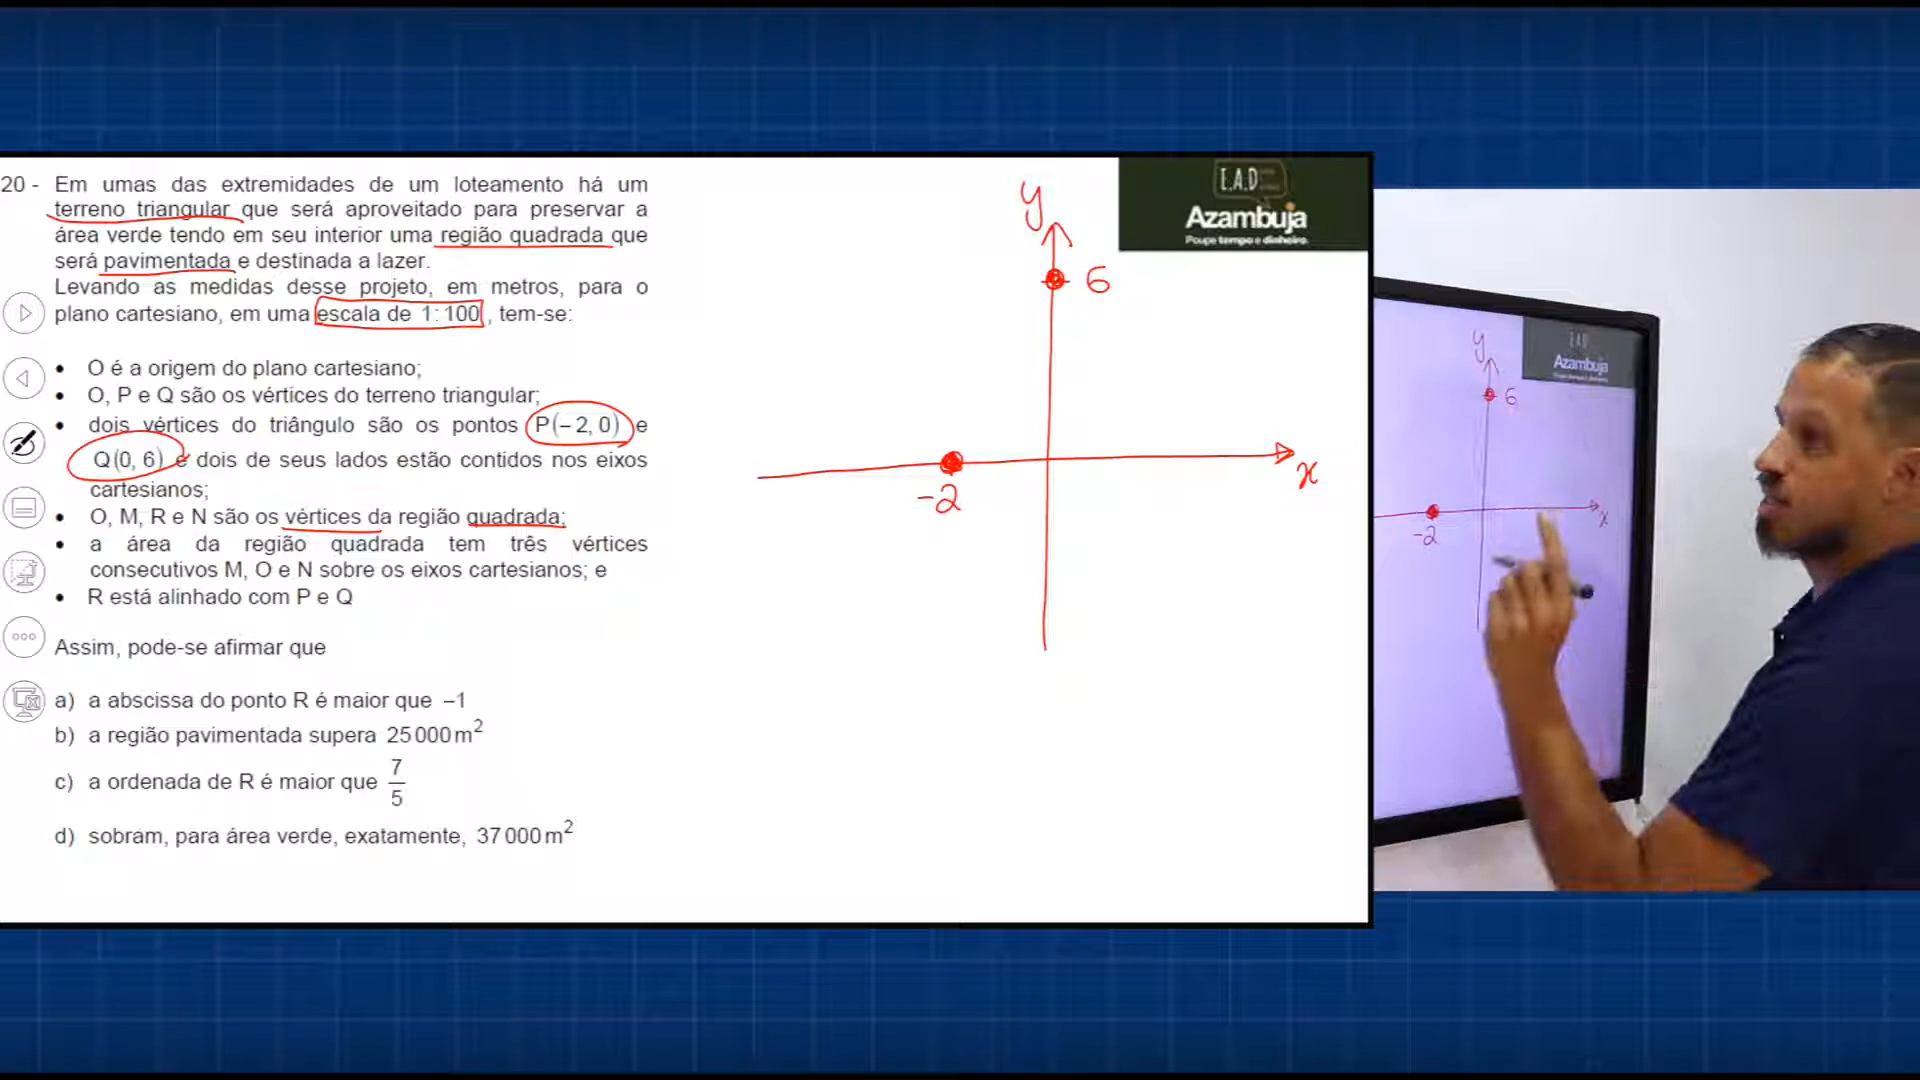 20 - Em umas das extremidades de um loteamento há um
terreno triangular que será aproveitado para preservar a
área verde tendo em seu interior uma região quadrada que
será pavimentada e destinada a lazer.
Levando as medidas desse projeto, em metros, para o
plano cartesiano, em uma escala de 1:100, tem-se:
• O é a origem do plano cartesiano;
• O, P e Q são os vértices do terreno triangular;
• dois vértices do triângulo são os pontos P(−2, 0) e
Q(0, 6) e dois de seus lados estão contidos nos eixos
cartesianos;
• O, M, R e N são os vértices da região quadrada;
• a área da região quadrada tem três vértices
consecutivos M, O e N sobre os eixos cartesianos; e
• R está alinhado com P e Q
Assim, pode-se afirmar que
a) a abscissa do ponto R é maior que −1
b) a região pavimentada supera 25 000 m²
c) a ordenada de R é maior que 7/5
d) sobram, para área verde, exatamente, 37 000 m²
y
6
-2
x
E.A.D
Azambuja
Poupe tempo e dinheiro.
y
6
-2
x
EAD
Azambuja